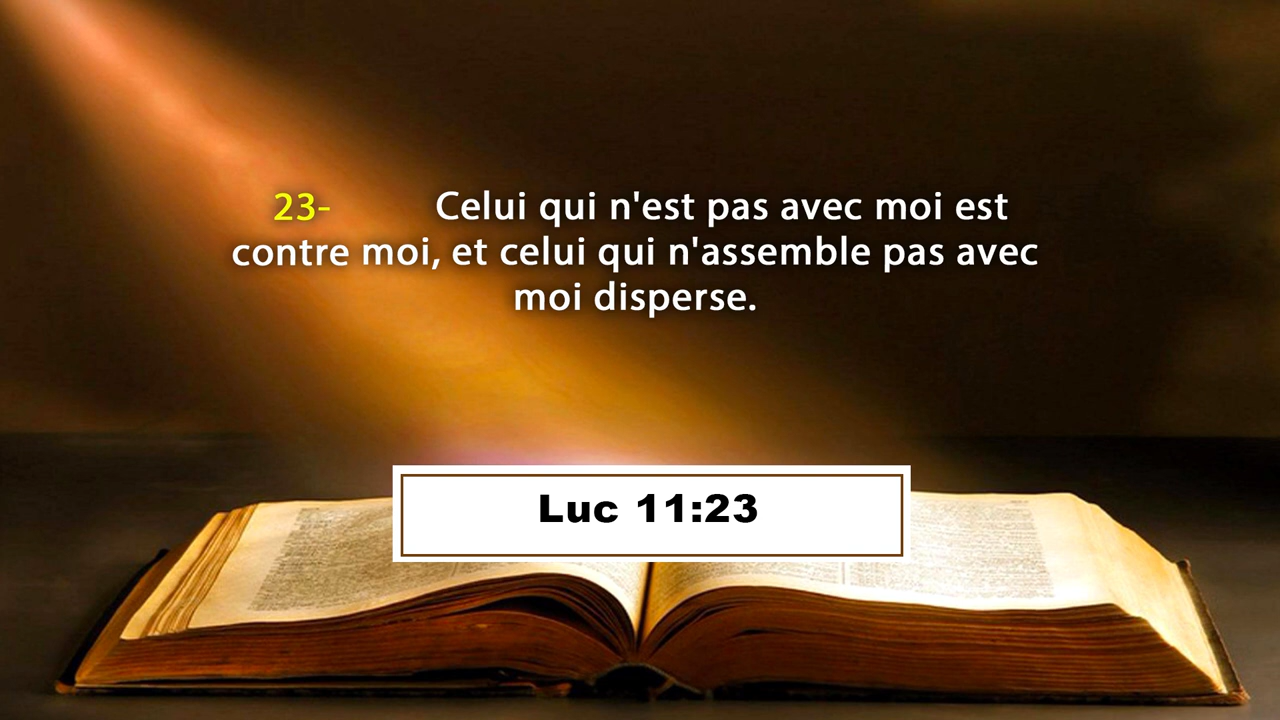 23- Celui qui n'est pas avec moi est
contre moi, et celui qui n'assemble pas avec
moi disperse.
Luc 11:23